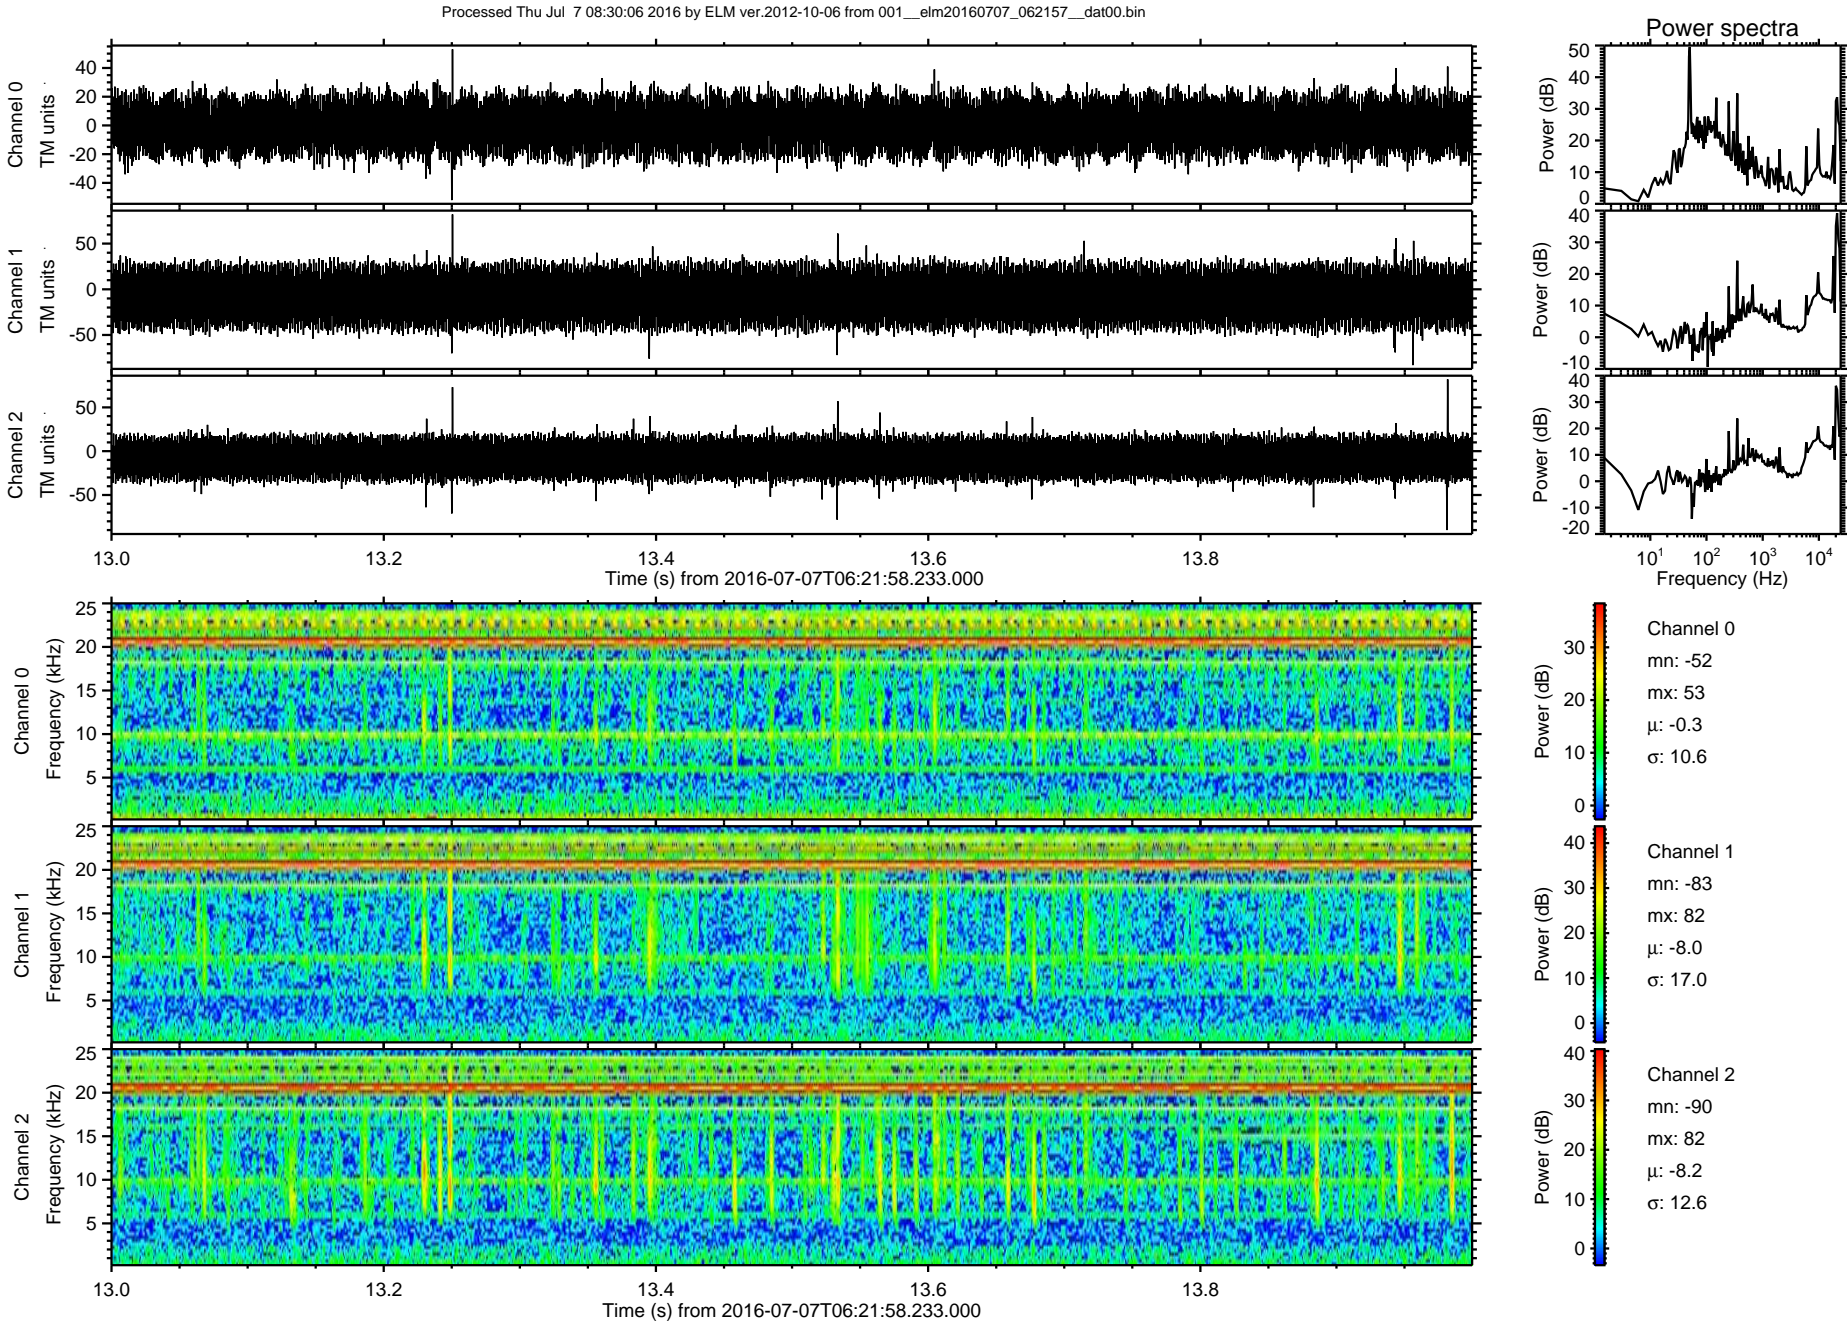 Processed Thu Jul 7 08:30:06 2016 by ELM ver.2012-10-06 from 001__elm20160707_062157__dat00.bin
Power spectra
Channel 0
TM units
40
20
0
-20
-40
Power (dB)
50
40
30
20
10
0
Channel 1
TM units
50
0
-50
Power (dB)
40
30
20
10
0
-10
Channel 2
TM units
50
0
-50
Power (dB)
40
30
20
10
0
-10
-20
13.0 13.2 13.4 13.6 13.8
Time (s) from 2016-07-07T06:21:58.233.000
10^1 10^2 10^3 10^4
Frequency (Hz)
Channel 0
Frequency (kHz)
25
20
15
10
5
Power (dB)
30
20
10
0
Channel 0
mn: -52
mx: 53
μ: -0.3
σ: 10.6
Channel 1
Frequency (kHz)
25
20
15
10
5
Power (dB)
40
30
20
10
0
Channel 1
mn: -83
mx: 82
μ: -8.0
σ: 17.0
Channel 2
Frequency (kHz)
25
20
15
10
5
Power (dB)
40
30
20
10
0
Channel 2
mn: -90
mx: 82
μ: -8.2
σ: 12.6
13.0 13.2 13.4 13.6 13.8
Time (s) from 2016-07-07T06:21:58.233.000